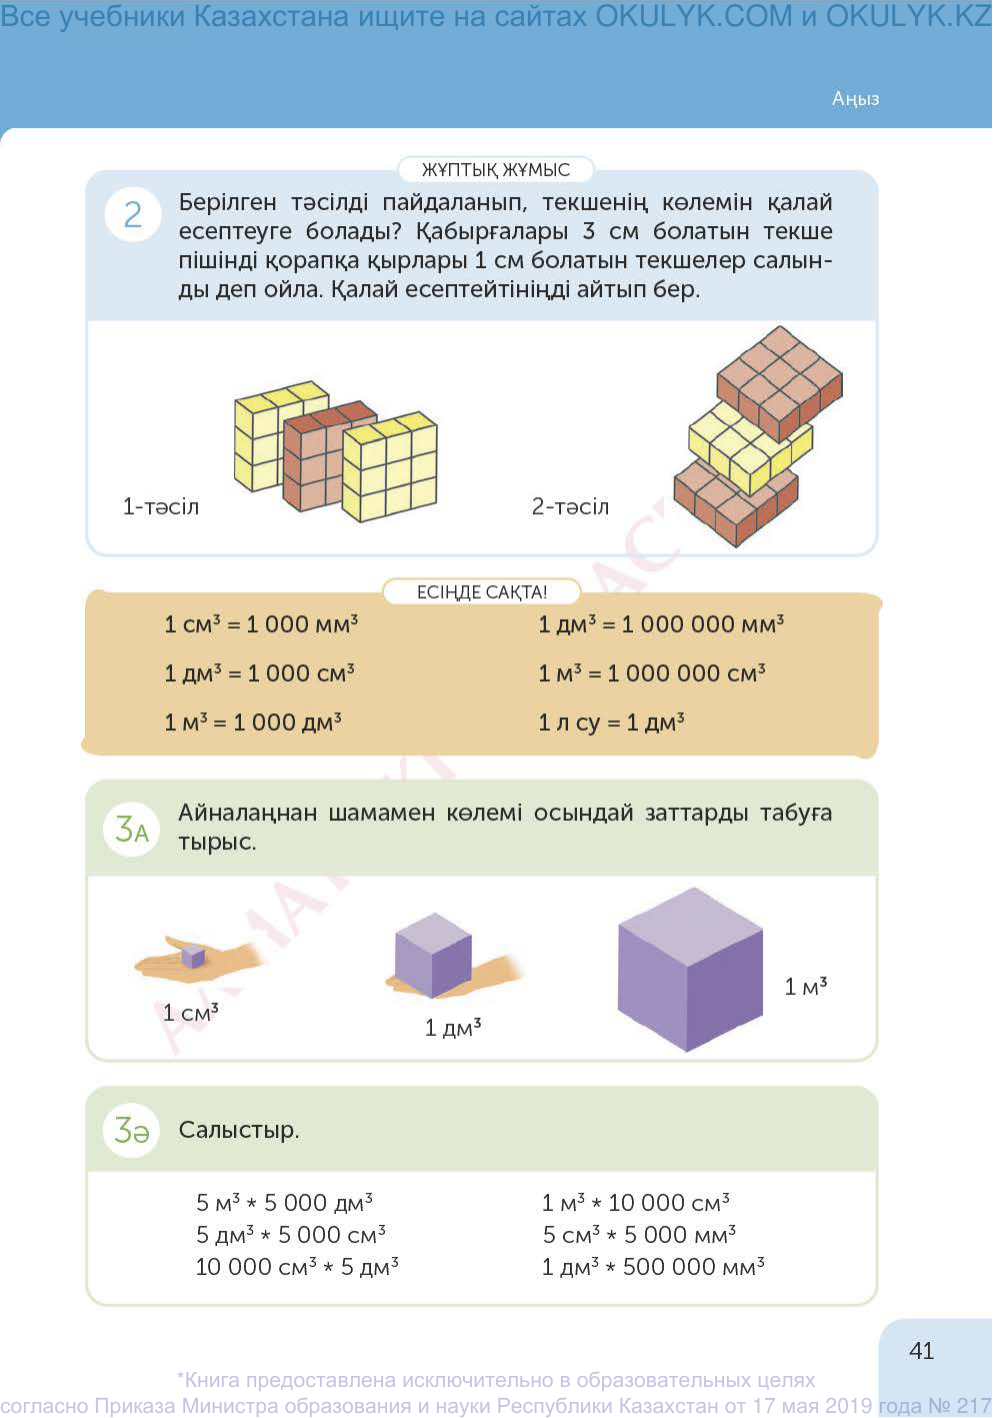 Все учебники Казахстана ищите на сайтах OKULYK.COM и OKULYK.KZ
Аңыз
ЖҰПТЫҚ ЖҰМЫС
2
Берілген тәсілді пайдаланып, текшенің көлемін қалай
есептеуге болады? Қабырғалары 3 см болатын текше
пішінді қорапқа қырлары 1 см болатын текшелер салын-
ды деп ойла. Қалай есептейтініңді айтып бер.
1-тәсіл
2-тәсіл
ЕСІҢДЕ САҚТА!
1 см³ = 1 000 мм³
1 дм³ = 1 000 000 мм³
1 дм³ = 1 000 см³
1 м³ = 1 000 000 см³
1 м³ = 1 000 дм³
1 л су = 1 дм³
3А
Айналаңнан шамамен көлемі осындай заттарды табуға
тырыс.
1 см³
1 дм³
1 м³
3ә
Салыстыр.
5 м³ * 5 000 дм³
1 м³ * 10 000 см³
5 дм³ * 5 000 см³
5 см³ * 5 000 мм³
10 000 см³ * 5 дм³
1 дм³ * 500 000 мм³
41
*Книга предоставлена исключительно в образовательных целях
согласно Приказа Министра образования и науки Республики Казахстан от 17 мая 2019 года № 217